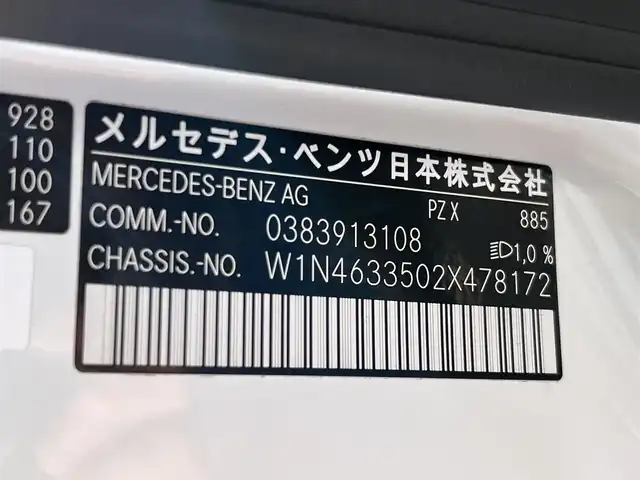 928
110
100
167
メルセデス・ベンツ日本株式会社
MERCEDES-BENZ AG PZ X 885
COMM.-NO. 0383913108 1,0 %
CHASSIS.-NO. W1N4633502X478172